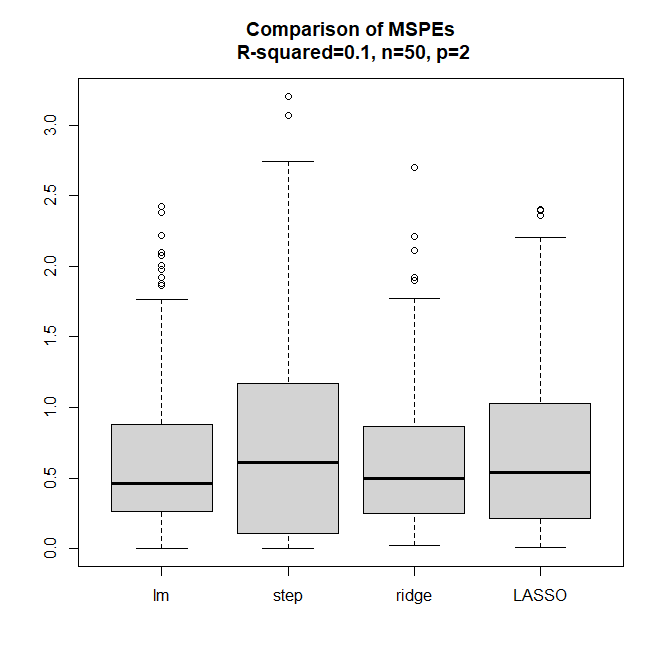 Comparison of MSPEs
R-squared=0.1, n=50, p=2
3.0
2.5
2.0
1.5
1.0
0.5
0.0
lm step ridge LASSO